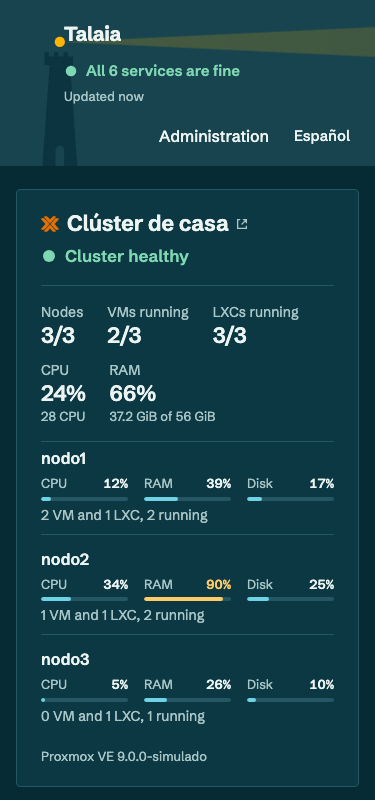 Talaia
All 6 services are fine
Updated now
Administration Español
Clúster de casa
Cluster healthy
Nodes VMs running LXCs running
3/3 2/3 3/3
CPU RAM
24% 66%
28 CPU 37.2 GiB of 56 GiB
nodo1
CPU 12% RAM 39% Disk 17%
2 VM and 1 LXC, 2 running
nodo2
CPU 34% RAM 90% Disk 25%
1 VM and 1 LXC, 2 running
nodo3
CPU 5% RAM 26% Disk 10%
0 VM and 1 LXC, 1 running
Proxmox VE 9.0.0-simulado